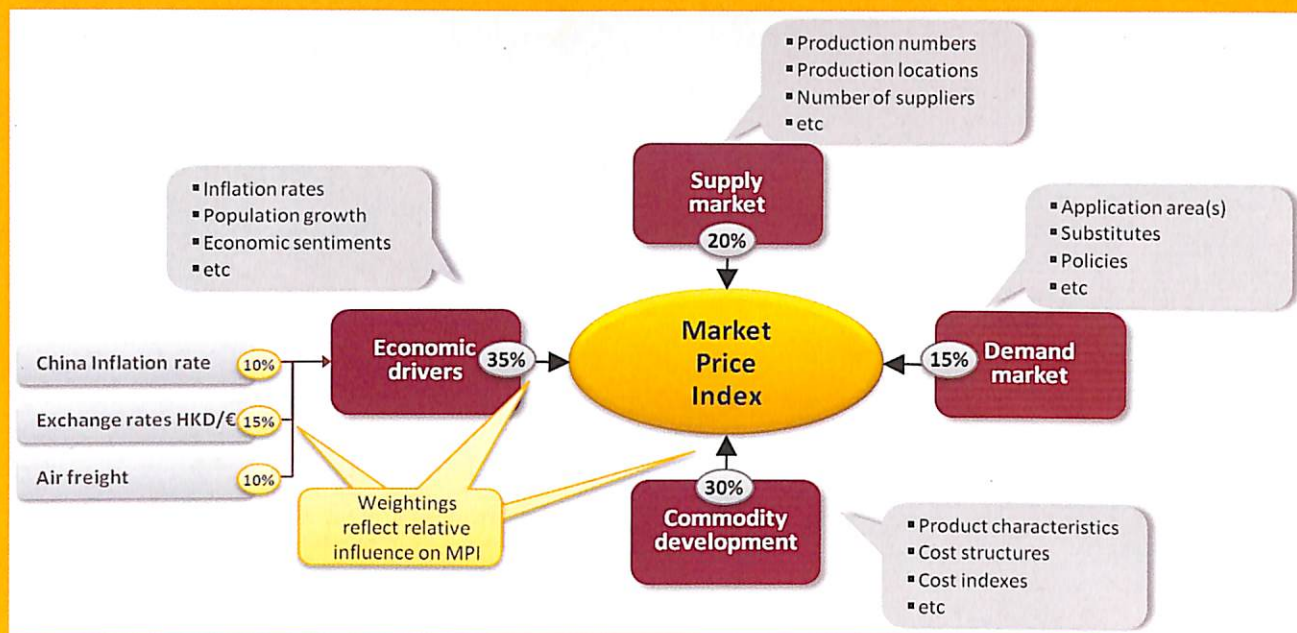 ▪ Production numbers
▪ Production locations
▪ Number of suppliers
▪ etc
Supply
market
20%
▪ Inflation rates
▪ Population growth
▪ Economic sentiments
▪ etc
▪ Application area(s)
▪ Substitutes
▪ Policies
▪ etc
China Inflation rate 10%
Exchange rates HKD/€ 15%
Air freight 10%
Economic
drivers
35%
Market
Price
Index
15%
Demand
market
Weightings
reflect relative
influence on MPI
30%
Commodity
development
▪ Product characteristics
▪ Cost structures
▪ Cost indexes
▪ etc